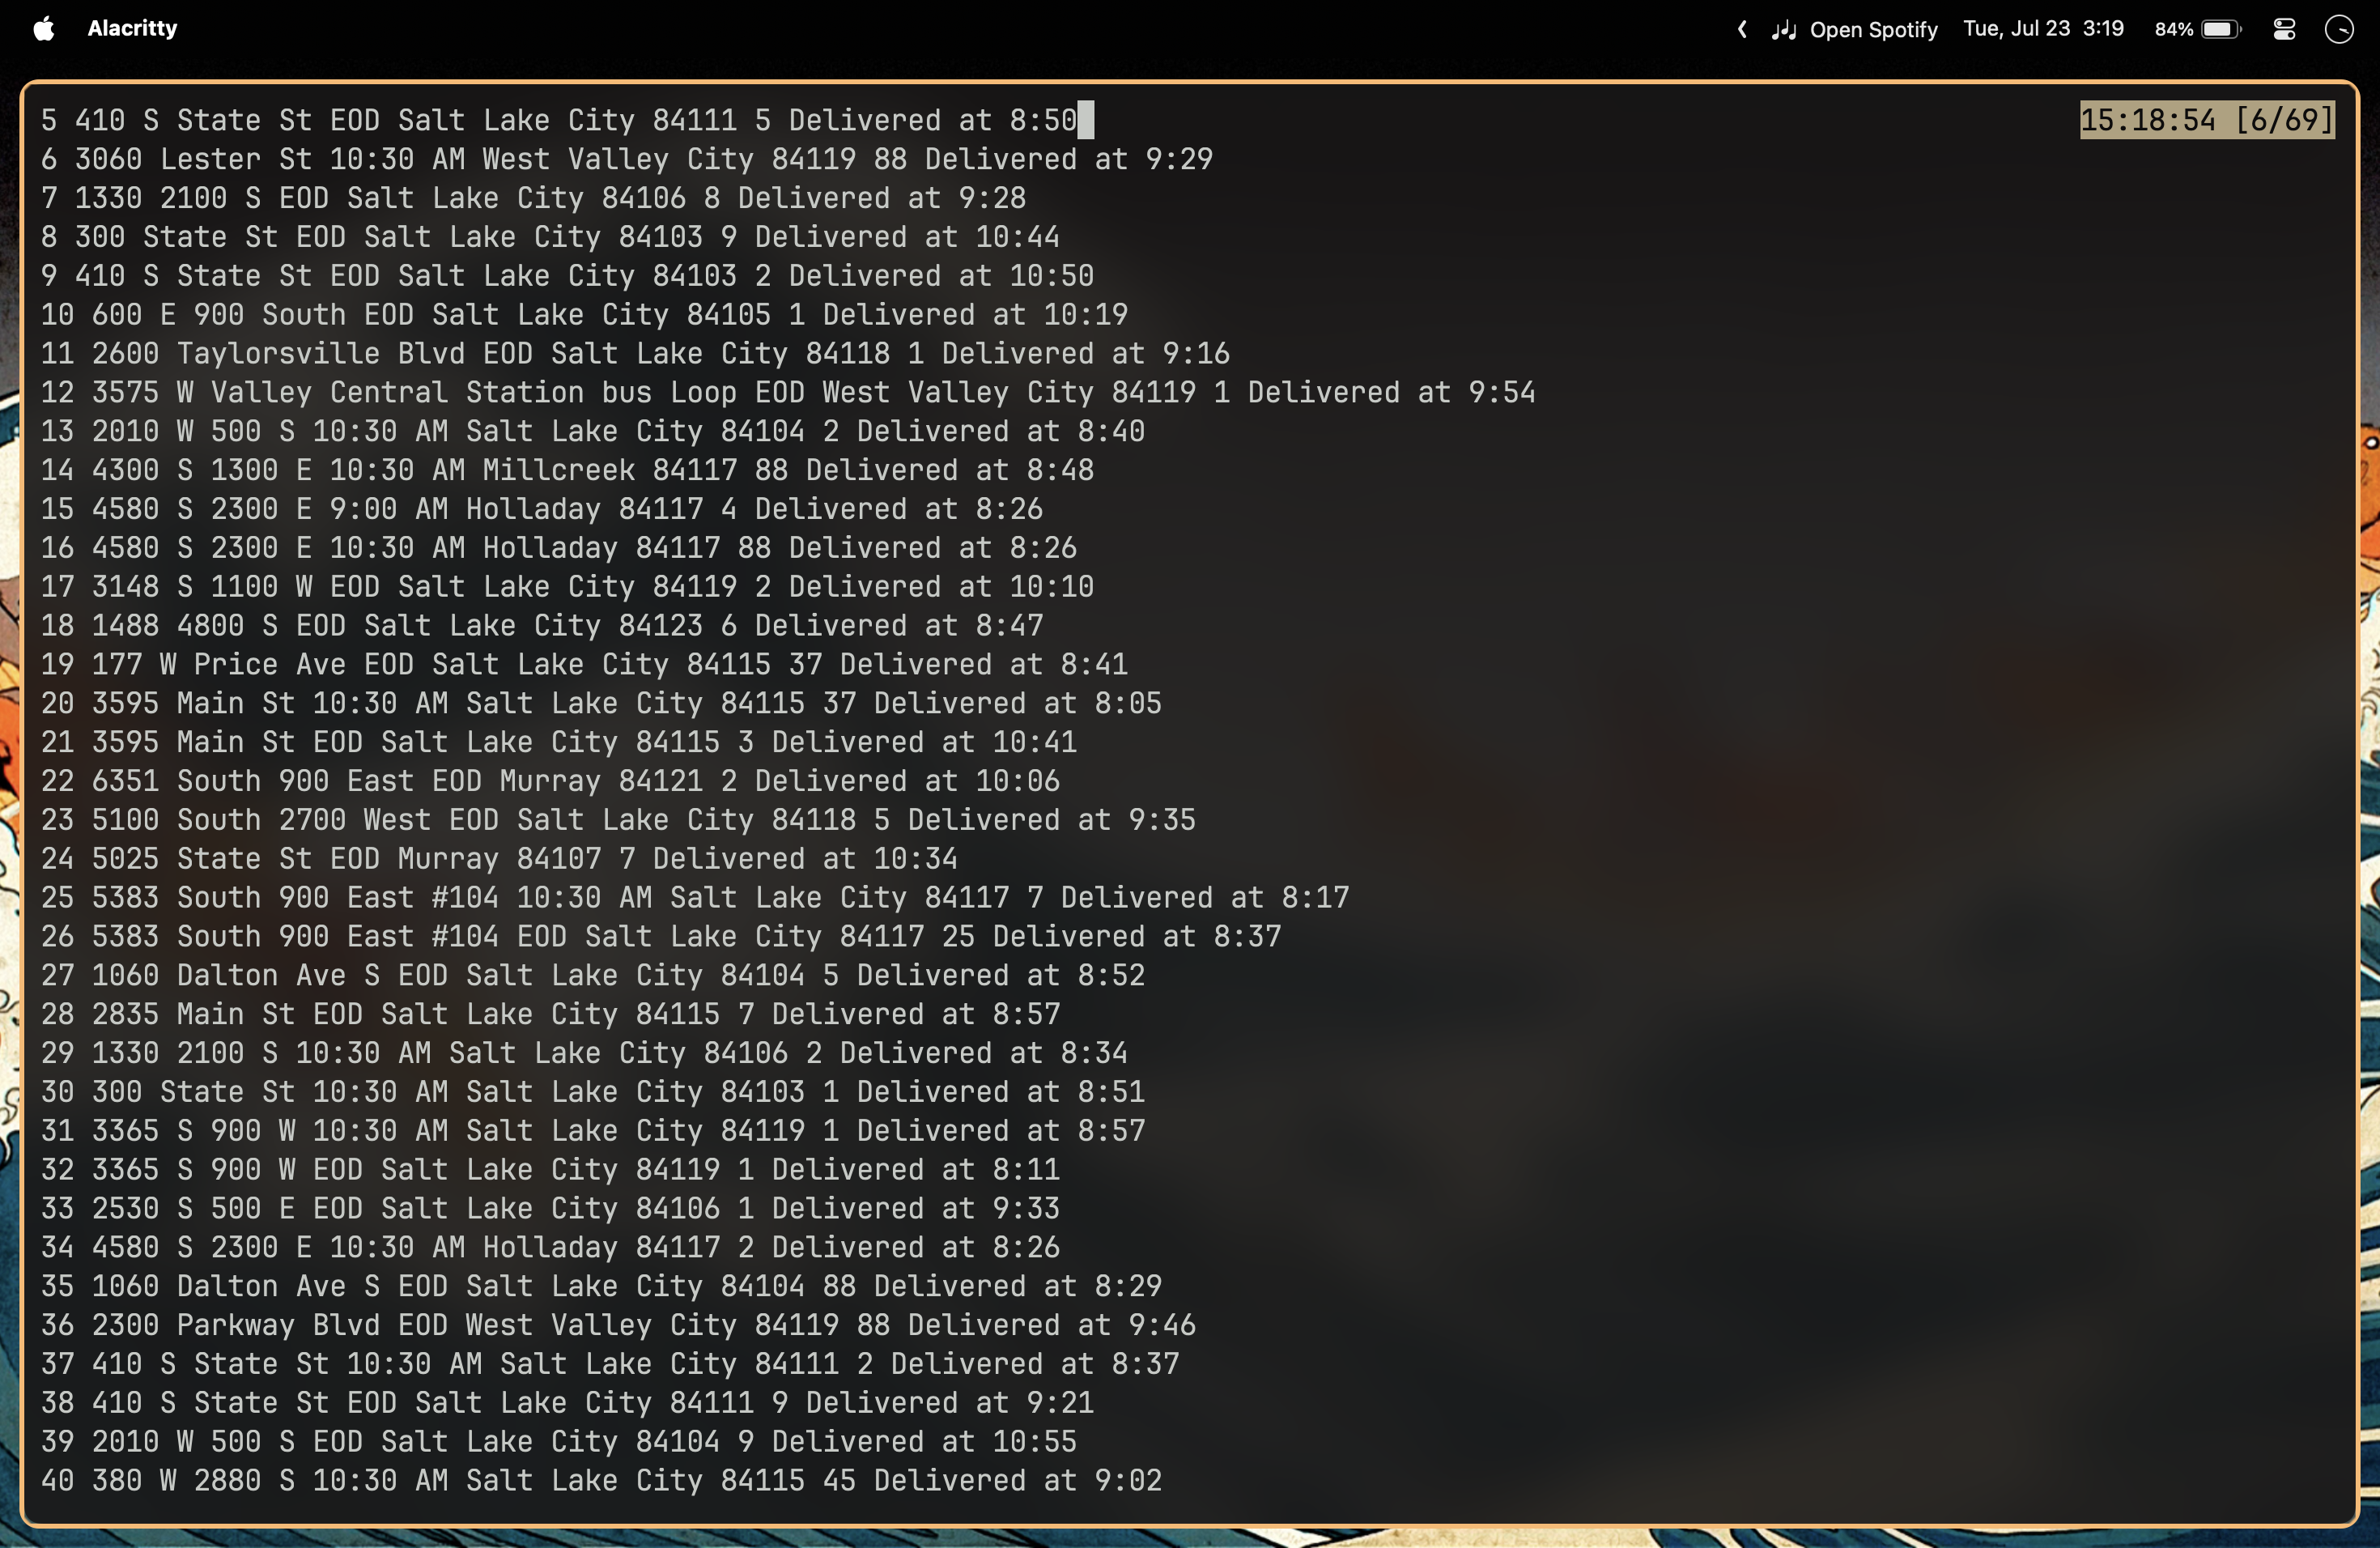 Alacritty
Open Spotify Tue, Jul 23 3:19 84%
5 410 S State St EOD Salt Lake City 84111 5 Delivered at 8:50 15:18:54 [6/69]
6 3060 Lester St 10:30 AM West Valley City 84119 88 Delivered at 9:29
7 1330 2100 S EOD Salt Lake City 84106 8 Delivered at 9:28
8 300 State St EOD Salt Lake City 84103 9 Delivered at 10:44
9 410 S State St EOD Salt Lake City 84103 2 Delivered at 10:50
10 600 E 900 South EOD Salt Lake City 84105 1 Delivered at 10:19
11 2600 Taylorsville Blvd EOD Salt Lake City 84118 1 Delivered at 9:16
12 3575 W Valley Central Station bus Loop EOD West Valley City 84119 1 Delivered at 9:54
13 2010 W 500 S 10:30 AM Salt Lake City 84104 2 Delivered at 8:40
14 4300 S 1300 E 10:30 AM Millcreek 84117 88 Delivered at 8:48
15 4580 S 2300 E 9:00 AM Holladay 84117 4 Delivered at 8:26
16 4580 S 2300 E 10:30 AM Holladay 84117 88 Delivered at 8:26
17 3148 S 1100 W EOD Salt Lake City 84119 2 Delivered at 10:10
18 1488 4800 S EOD Salt Lake City 84123 6 Delivered at 8:47
19 177 W Price Ave EOD Salt Lake City 84115 37 Delivered at 8:41
20 3595 Main St 10:30 AM Salt Lake City 84115 37 Delivered at 8:05
21 3595 Main St EOD Salt Lake City 84115 3 Delivered at 10:41
22 6351 South 900 East EOD Murray 84121 2 Delivered at 10:06
23 5100 South 2700 West EOD Salt Lake City 84118 5 Delivered at 9:35
24 5025 State St EOD Murray 84107 7 Delivered at 10:34
25 5383 South 900 East #104 10:30 AM Salt Lake City 84117 7 Delivered at 8:17
26 5383 South 900 East #104 EOD Salt Lake City 84117 25 Delivered at 8:37
27 1060 Dalton Ave S EOD Salt Lake City 84104 5 Delivered at 8:52
28 2835 Main St EOD Salt Lake City 84115 7 Delivered at 8:57
29 1330 2100 S 10:30 AM Salt Lake City 84106 2 Delivered at 8:34
30 300 State St 10:30 AM Salt Lake City 84103 1 Delivered at 8:51
31 3365 S 900 W 10:30 AM Salt Lake City 84119 1 Delivered at 8:57
32 3365 S 900 W EOD Salt Lake City 84119 1 Delivered at 8:11
33 2530 S 500 E EOD Salt Lake City 84106 1 Delivered at 9:33
34 4580 S 2300 E 10:30 AM Holladay 84117 2 Delivered at 8:26
35 1060 Dalton Ave S EOD Salt Lake City 84104 88 Delivered at 8:29
36 2300 Parkway Blvd EOD West Valley City 84119 88 Delivered at 9:46
37 410 S State St 10:30 AM Salt Lake City 84111 2 Delivered at 8:37
38 410 S State St EOD Salt Lake City 84111 9 Delivered at 9:21
39 2010 W 500 S EOD Salt Lake City 84104 9 Delivered at 10:55
40 380 W 2880 S 10:30 AM Salt Lake City 84115 45 Delivered at 9:02